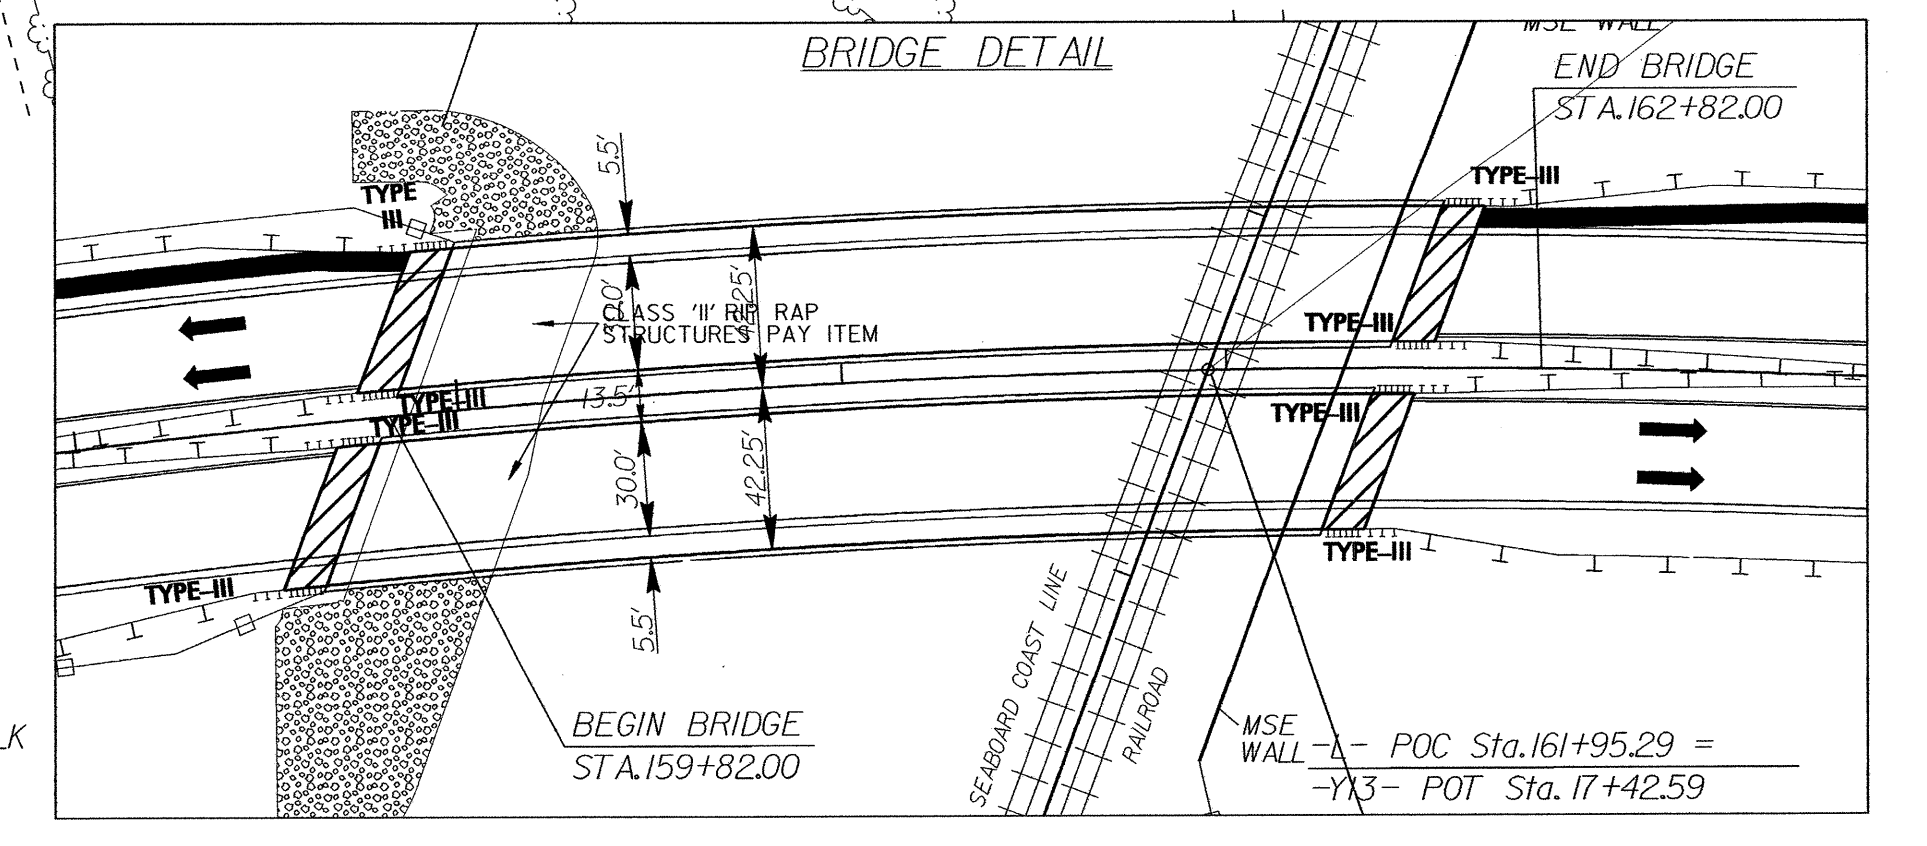 BRIDGE DETAIL
MSE WALL
END BRIDGE
STA.162+82.00
5.5'
TYPE
III
TYPE-III
42.25'
CLASS 'II' RIP RAP
STRUCTURES PAY ITEM
TYPE-III
13.5'
TYPE-III
TYPE-III
TYPE-III
30.0'
42.25'
TYPE-III
TYPE-III
5.5'
SEABOARD COAST LINE
RAILROAD
BEGIN BRIDGE
STA.159+82.00
MSE
WALL
-L- POC Sta.161+95.29 =
-Y13- POT Sta. 17+42.59
K